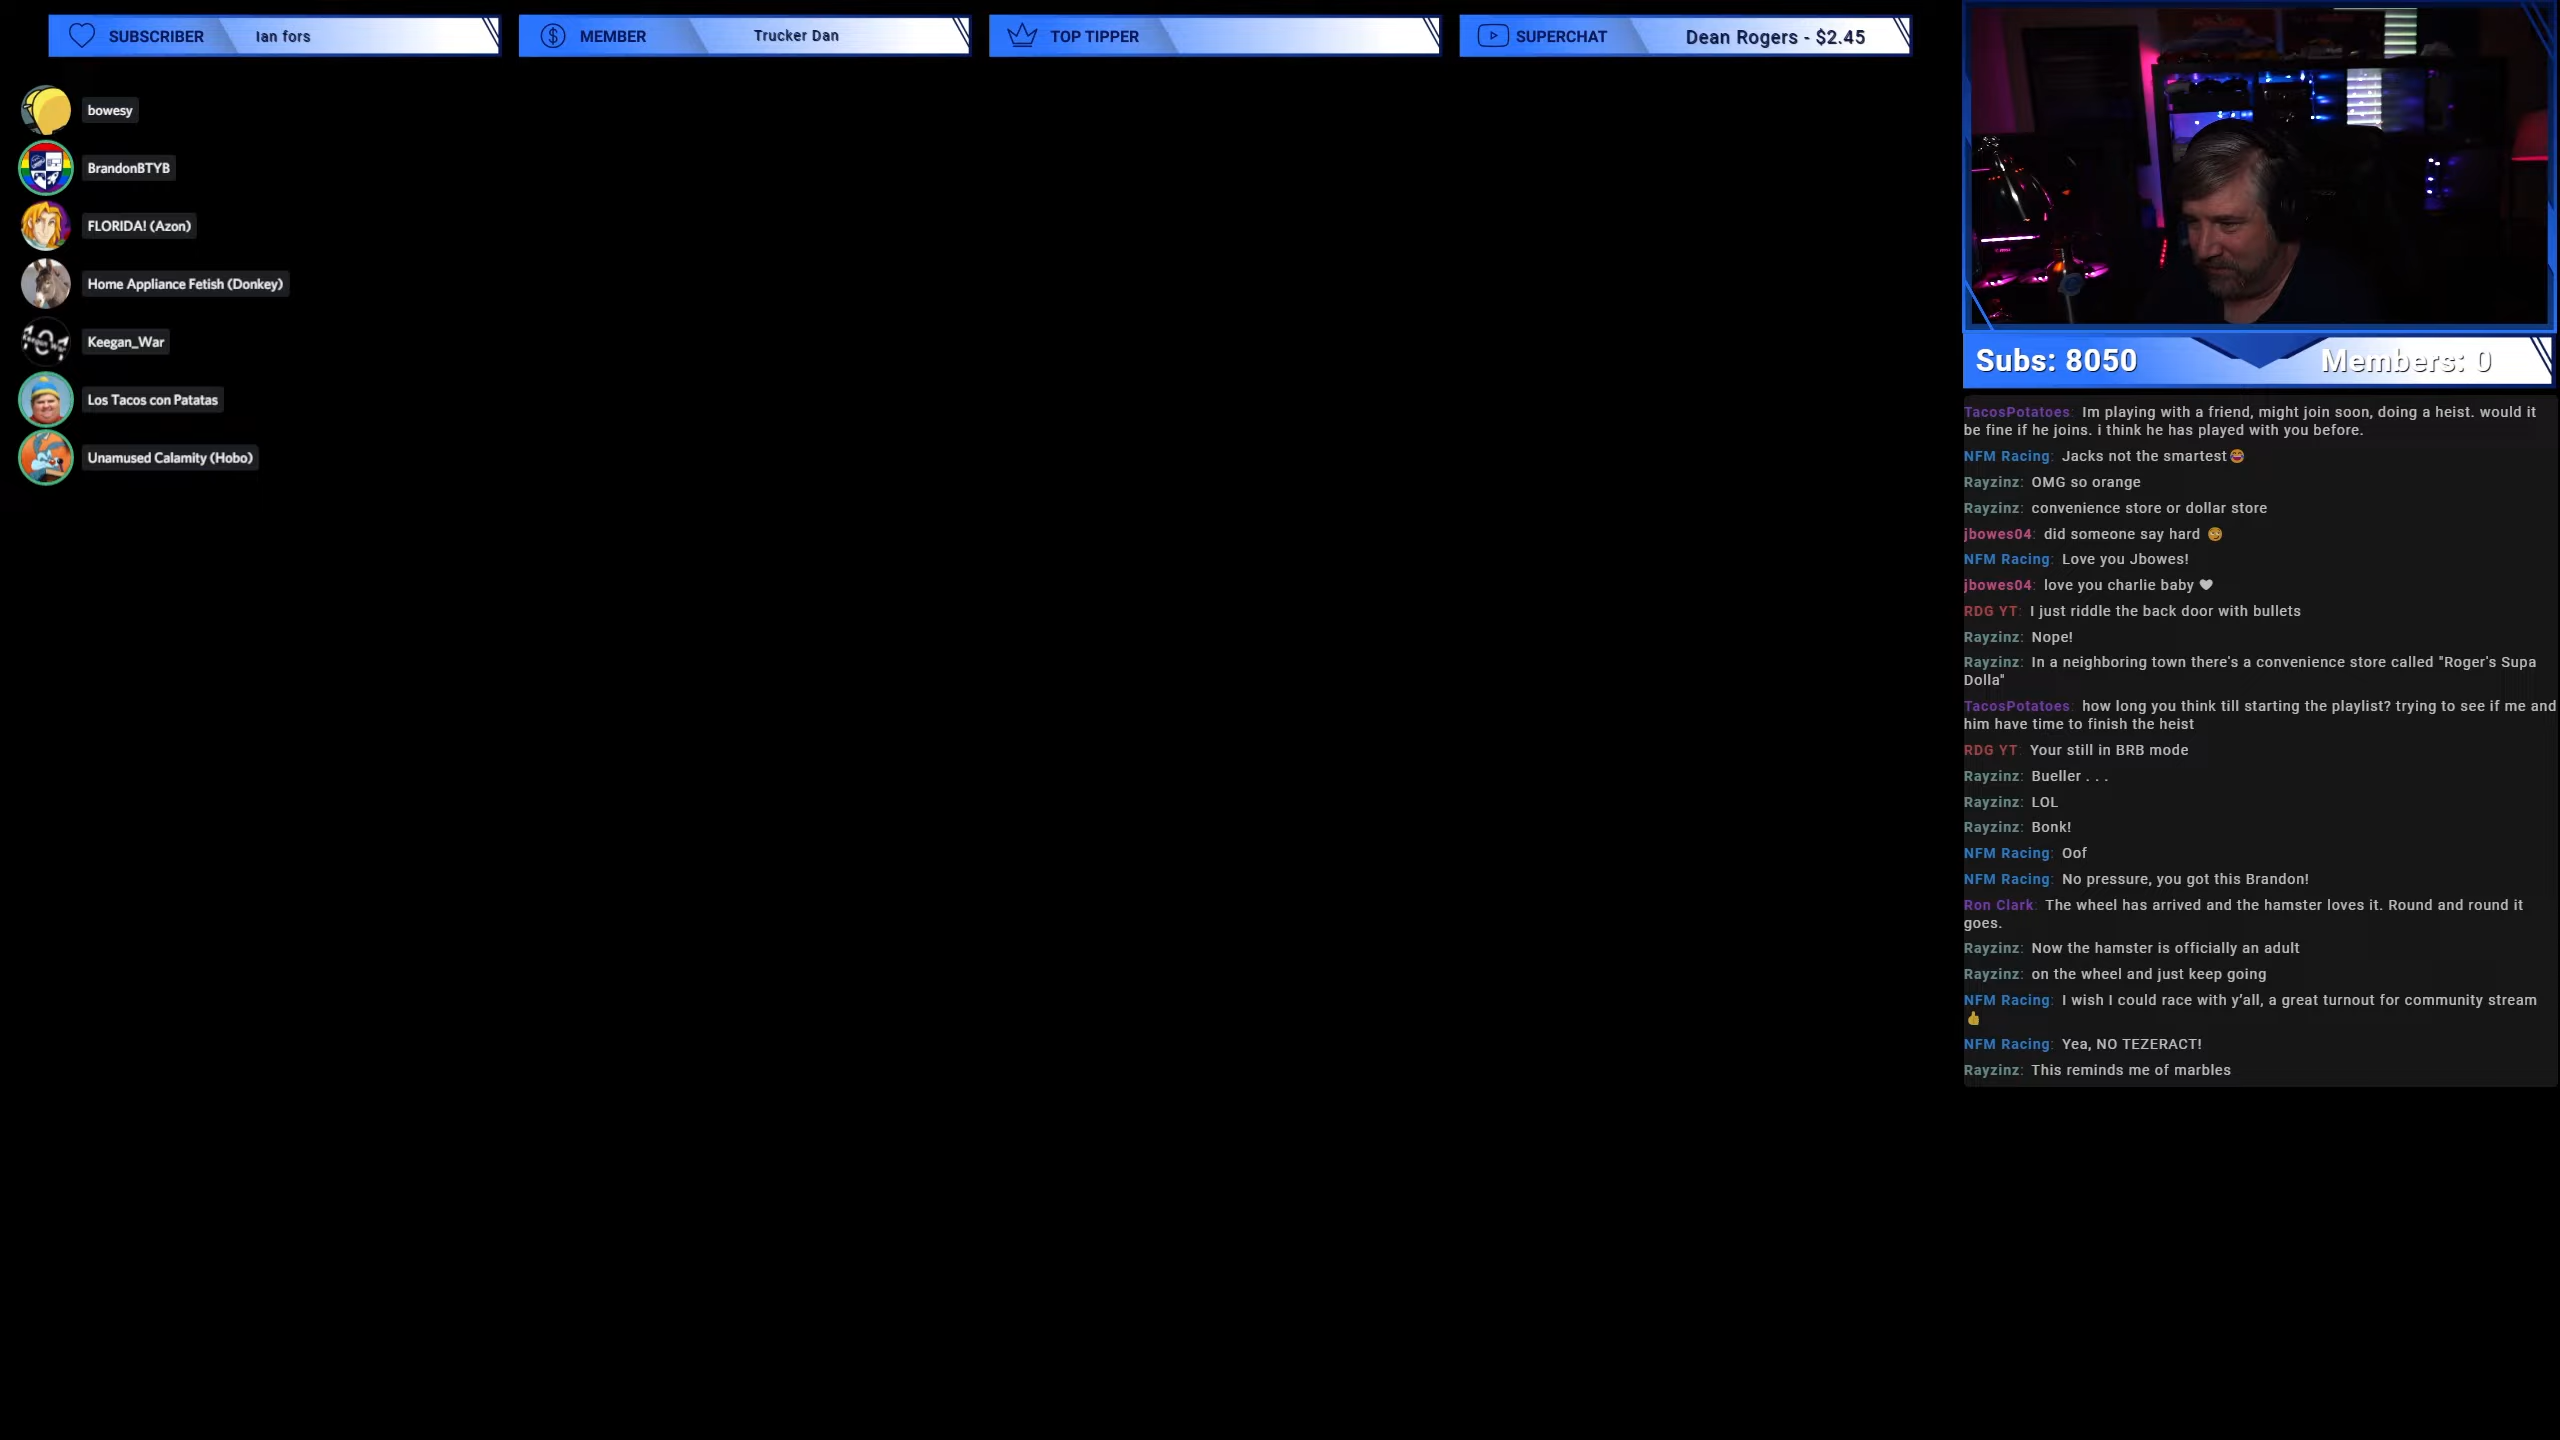 SUBSCRIBER Ian fors
MEMBER Trucker Dan
TOP TIPPER
SUPERCHAT Dean Rogers - $2.45
bowesy
BrandonBTYB
FLORIDA! (Azon)
Home Appliance Fetish (Donkey)
Keegan_War
Los Tacos con Patatas
Unamused Calamity (Hobo)
Subs: 8050 Members: 0
TacosPotatoes: Im playing with a friend, might join soon, doing a heist. would it
be fine if he joins. i think he has played with you before.
NFM Racing: Jacks not the smartest😂
Rayzinz: OMG so orange
Rayzinz: convenience store or dollar store
jbowes04: did someone say hard
NFM Racing: Love you Jbowes!
jbowes04: love you charlie baby ♥
RDG YT: I just riddle the back door with bullets
Rayzinz: Nope!
Rayzinz: In a neighboring town there's a convenience store called "Roger's Supa
Dolla"
TacosPotatoes: how long you think till starting the playlist? trying to see if me and
him have time to finish the heist
RDG YT: Your still in BRB mode
Rayzinz: Bueller . . .
Rayzinz: LOL
Rayzinz: Bonk!
NFM Racing: Oof
NFM Racing: No pressure, you got this Brandon!
Ron Clark: The wheel has arrived and the hamster loves it. Round and round it
goes.
Rayzinz: Now the hamster is officially an adult
Rayzinz: on the wheel and just keep going
NFM Racing: I wish I could race with y’all, a great turnout for community stream
👍
NFM Racing: Yea, NO TEZERACT!
Rayzinz: This reminds me of marbles